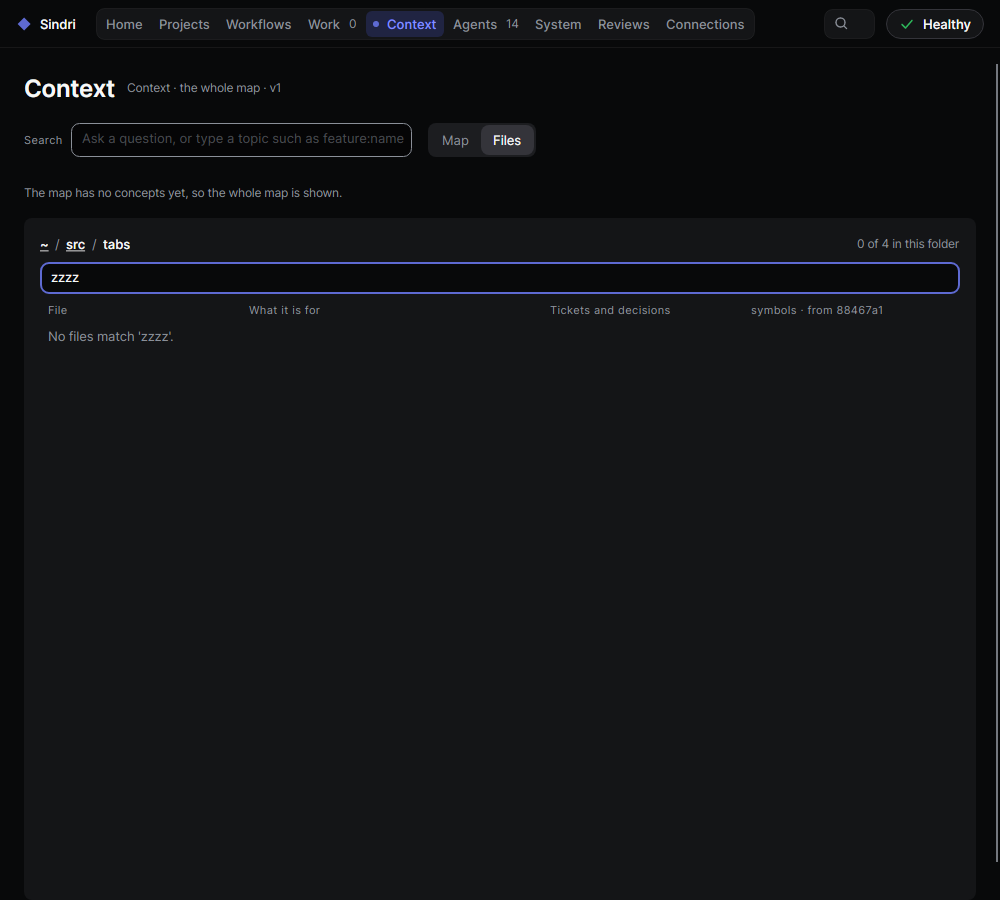 Sindri Home Projects Workflows Work 0 Context Agents 14 System Reviews Connections Healthy
Context Context · the whole map · v1
Search Ask a question, or type a topic such as feature:name Map Files
The map has no concepts yet, so the whole map is shown.
~ / src / tabs 0 of 4 in this folder
zzzz
File What it is for Tickets and decisions symbols · from 88467a1
No files match 'zzzz'.